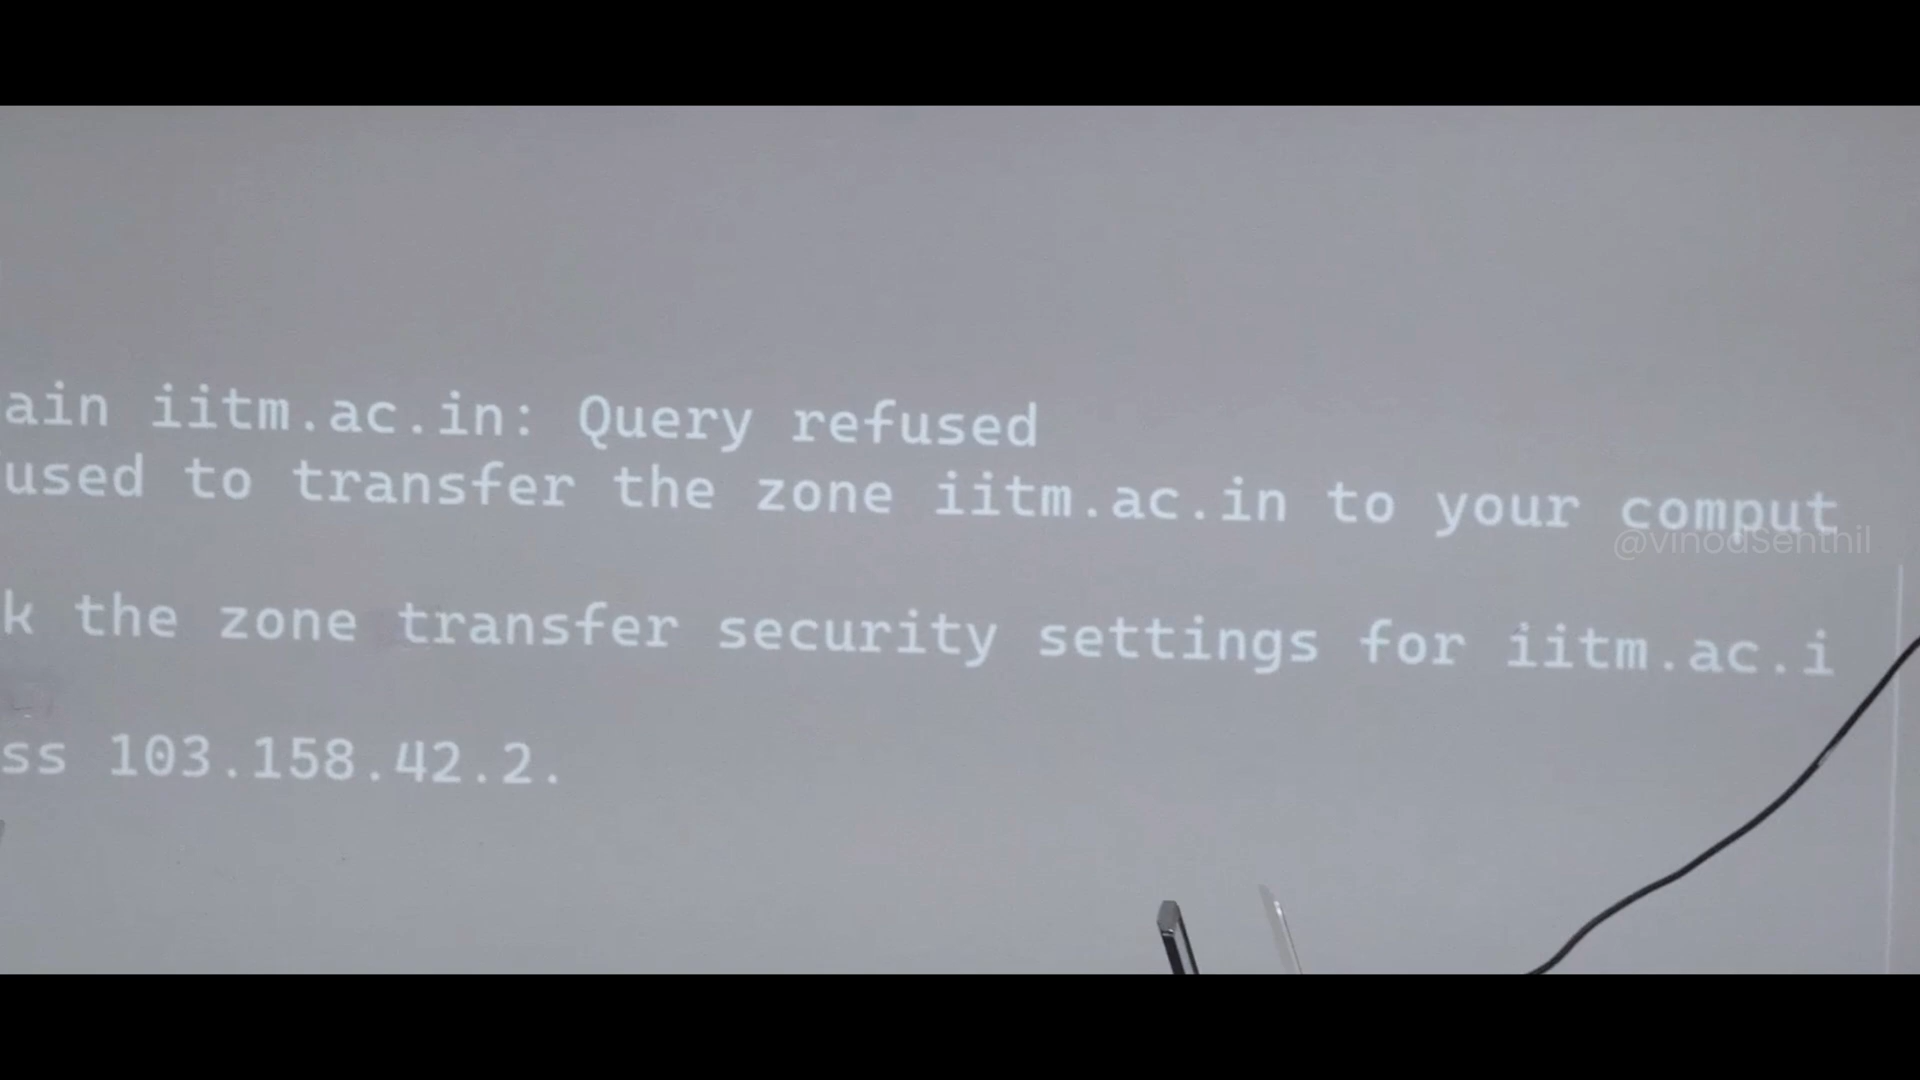 ain iitm.ac.in: Query refused
used to transfer the zone iitm.ac.in to your comput
@vinodSenthil
k the zone transfer security settings for iitm.ac.i
ss 103.158.42.2.